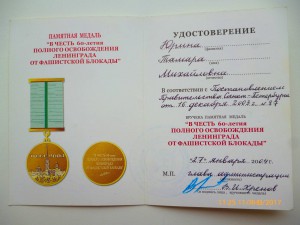 ПАМЯТНАЯ МЕДАЛЬ
"В ЧЕСТЬ 60-летия
ПОЛНОГО ОСВОБОЖДЕНИЯ
ЛЕНИНГРАДА
ОТ ФАШИСТСКОЙ БЛОКАДЫ"
УДОСТОВЕРЕНИЕ
Юрина
Тамара
Михайловна
В соответствии с Постановлением
Правительства Санкт-Петербурга
от 16 декабря 2003 г. №
вручена памятная медаль
"В ЧЕСТЬ 60-летия
ПОЛНОГО ОСВОБОЖДЕНИЯ
ЛЕНИНГРАДА
ОТ ФАШИСТСКОЙ БЛОКАДЫ"
"27" января 2004 г.
М.П. глава администрации